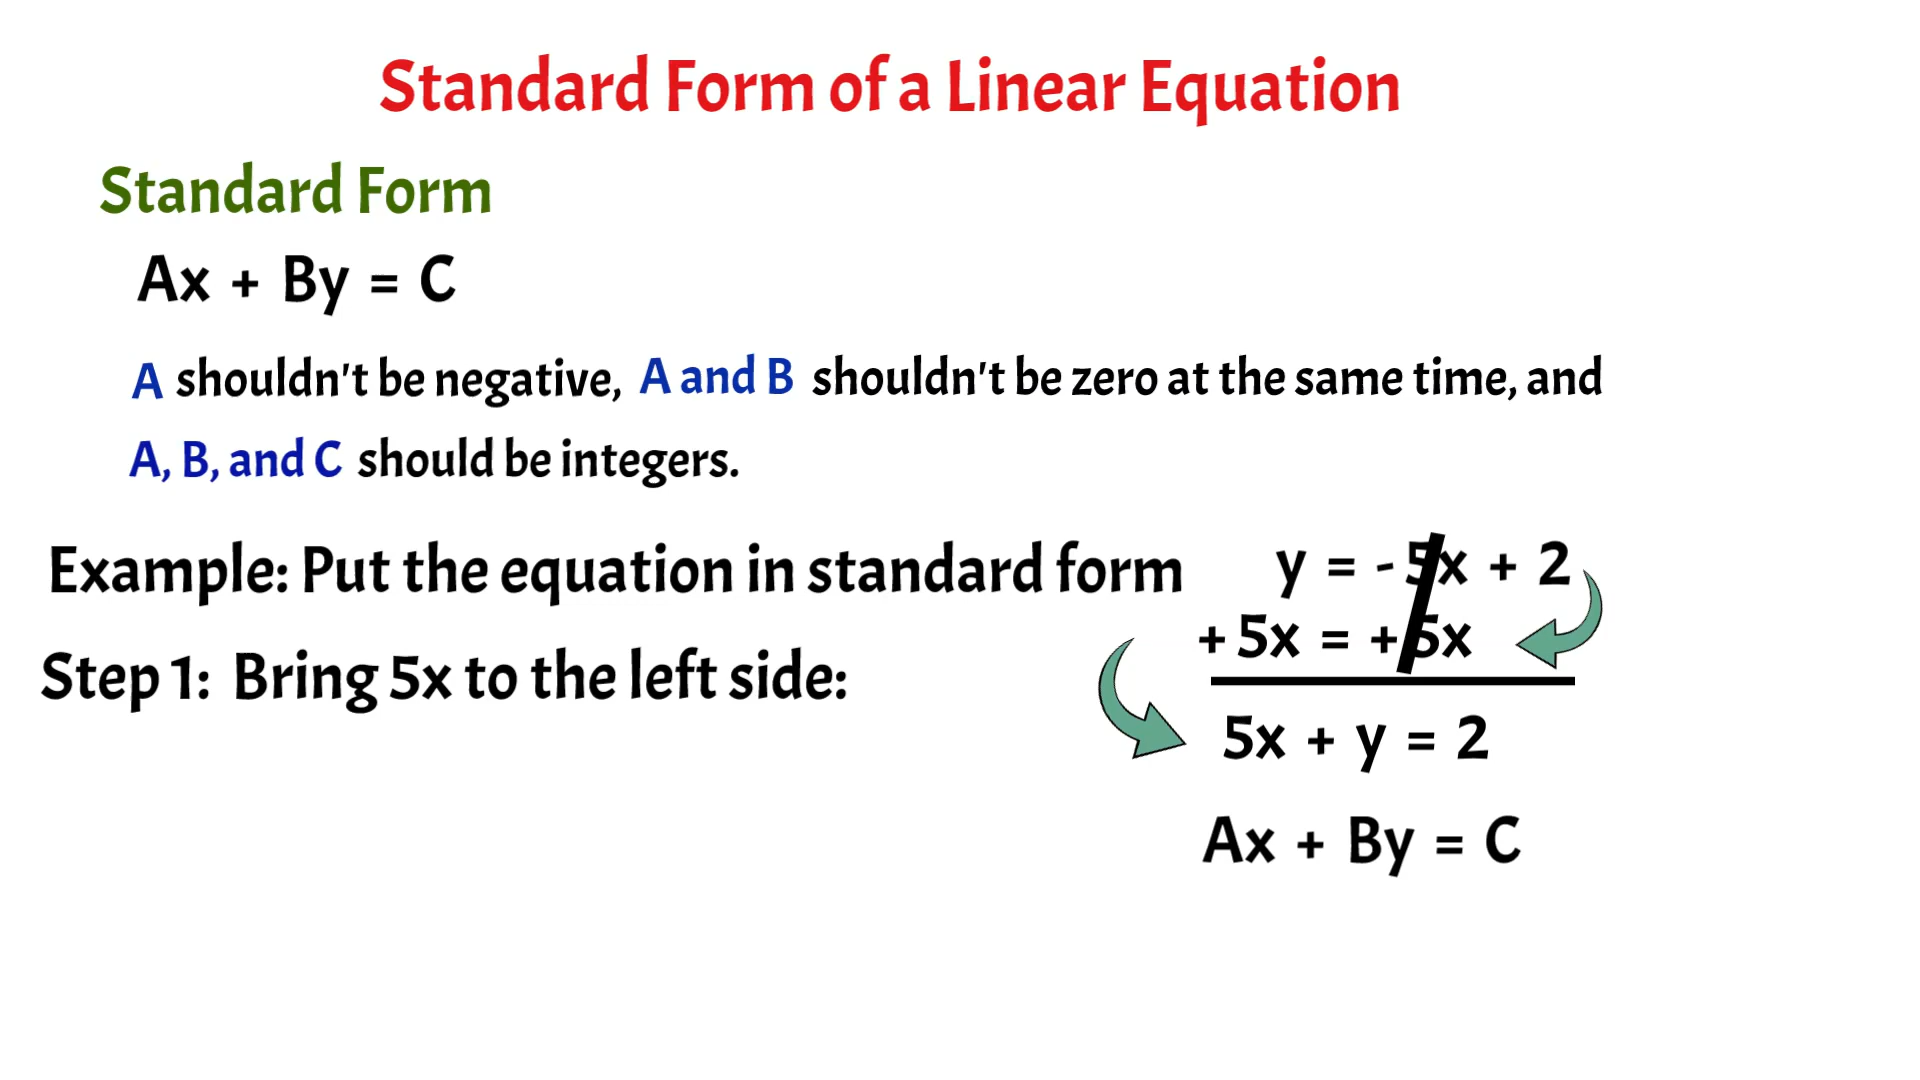 Standard Form of a Linear Equation
Standard Form
Ax + By = C
A shouldn't be negative, A and B shouldn't be zero at the same time, and
A, B, and C should be integers.
Example: Put the equation in standard form y = - 5x + 2
+ 5x = + 5x
Step 1: Bring 5x to the left side:
5x + y = 2
Ax + By = C